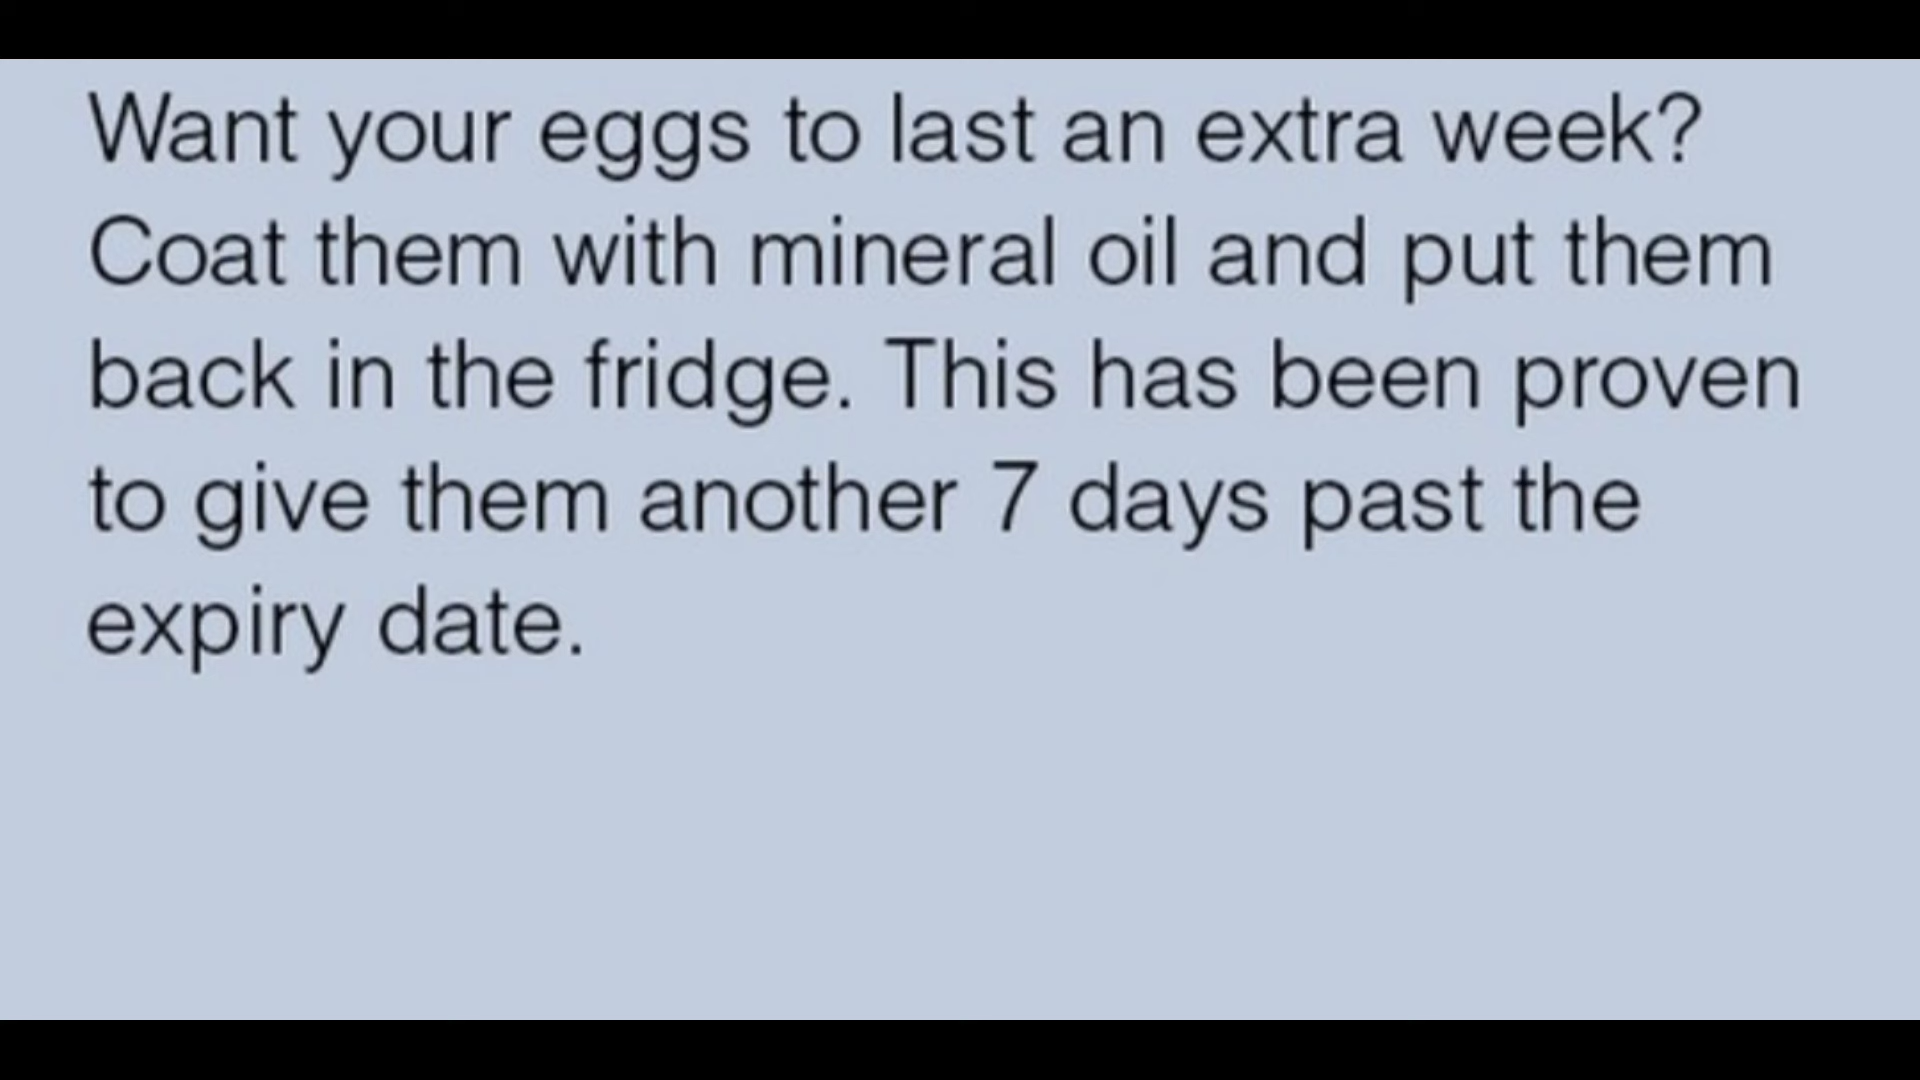 Want your eggs to last an extra week?
Coat them with mineral oil and put them
back in the fridge. This has been proven
to give them another 7 days past the
expiry date.